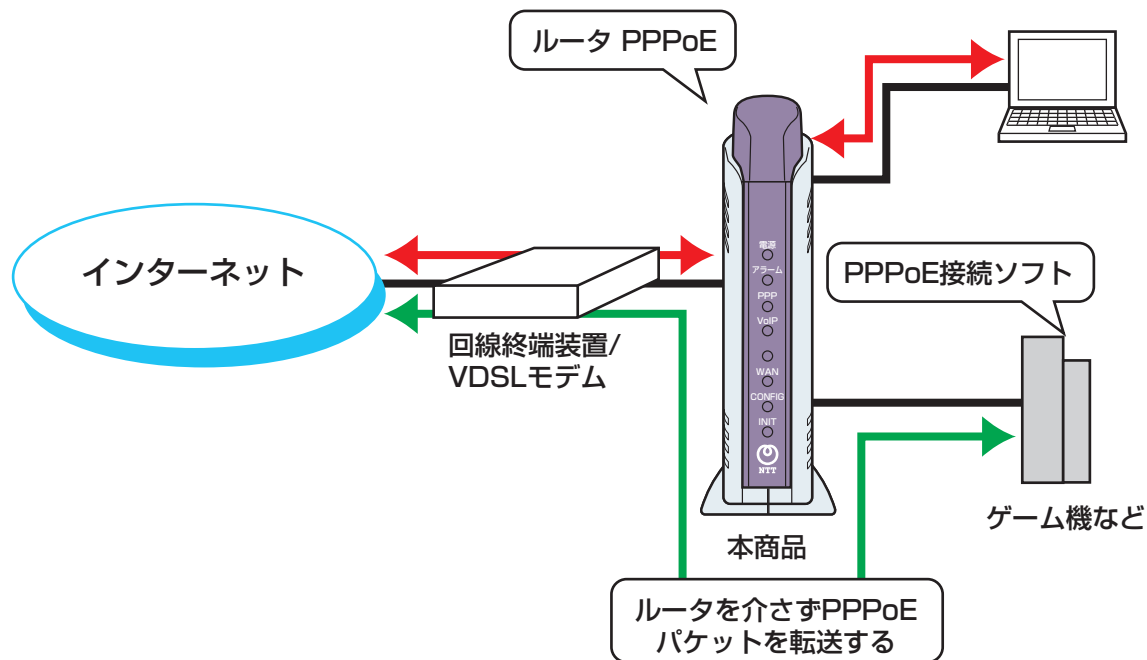 ルータ PPPoE
インターネット
回線終端装置/
VDSLモデム
電源
アラーム
PPP
VoIP
WAN
CONFIG
INIT
NTT
本商品
PPPoE接続ソフト
ゲーム機など
ルータを介さずPPPoE
パケットを転送する